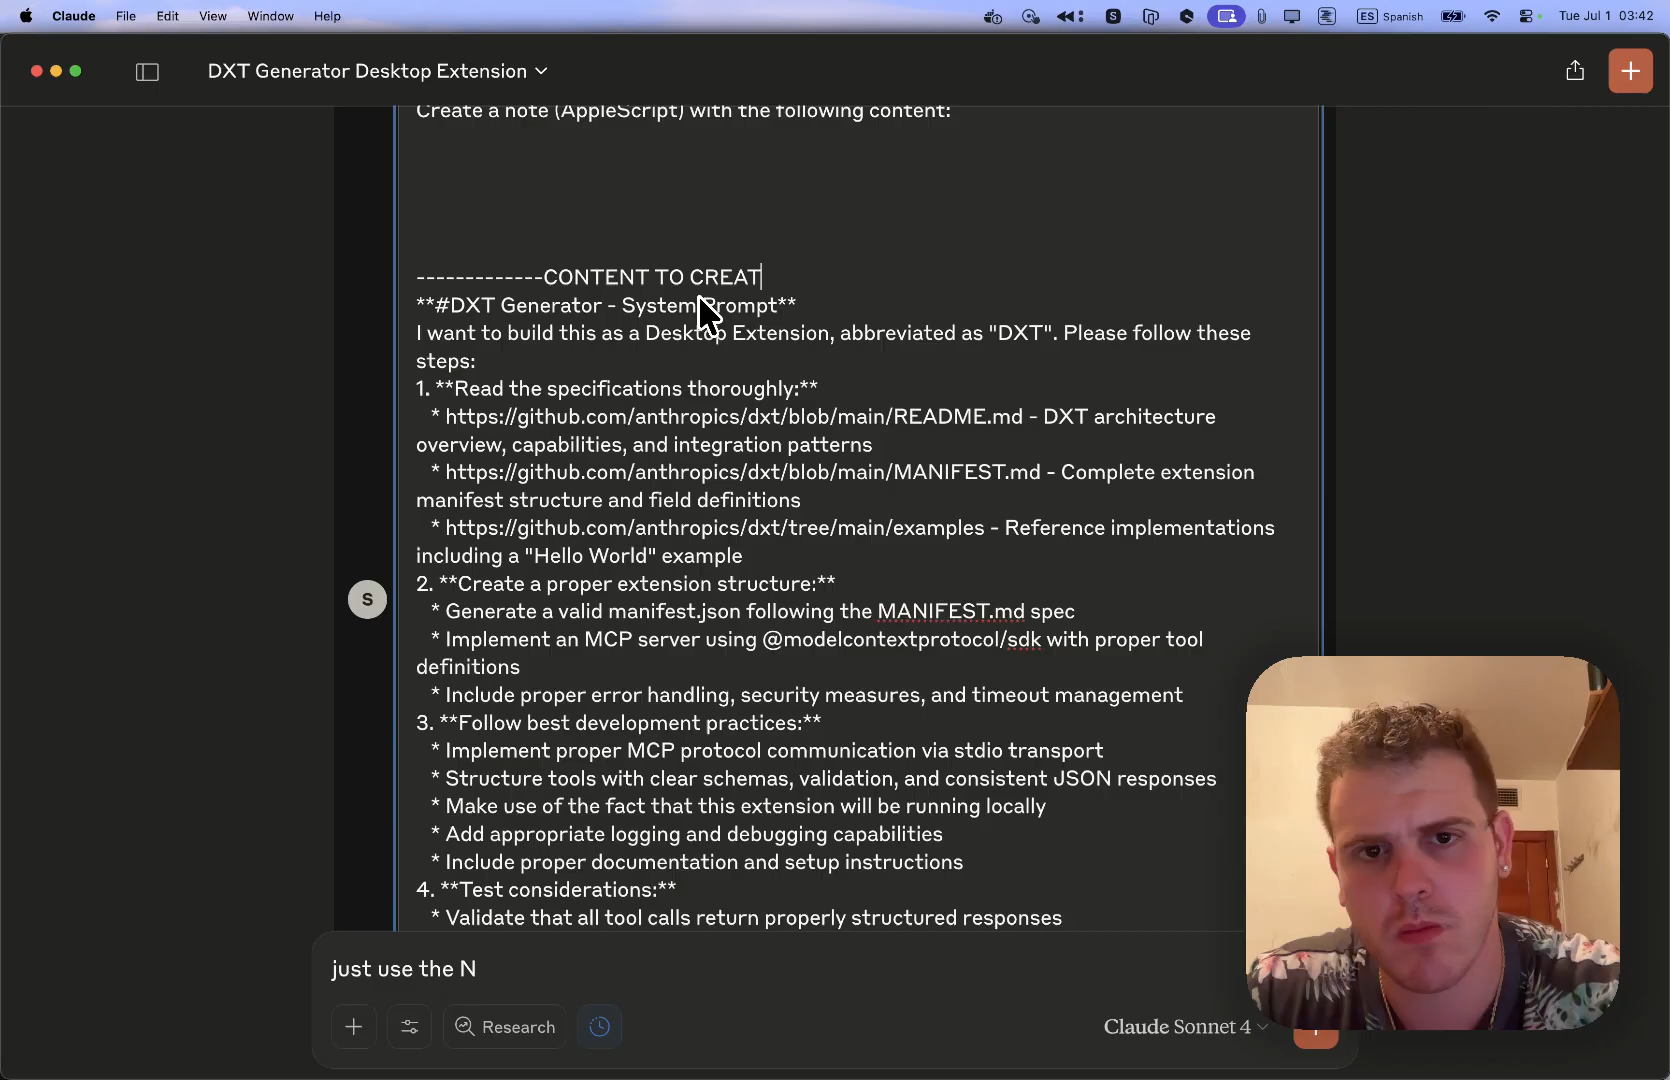 Claude File Edit View Window Help ES Spanish Tue Jul 1 03:42
DXT Generator Desktop Extension
Create a note (AppleScript) with the following content:
-------------CONTENT TO CREAT
**#DXT Generator - System Prompt**
I want to build this as a Desktop Extension, abbreviated as "DXT". Please follow these
steps:
1. **Read the specifications thoroughly:**
* https://github.com/anthropics/dxt/blob/main/README.md - DXT architecture
overview, capabilities, and integration patterns
* https://github.com/anthropics/dxt/blob/main/MANIFEST.md - Complete extension
manifest structure and field definitions
* https://github.com/anthropics/dxt/tree/main/examples - Reference implementations
including a "Hello World" example
2. **Create a proper extension structure:**
S
* Generate a valid manifest.json following the MANIFEST.md spec
* Implement an MCP server using @modelcontextprotocol/sdk with proper tool
definitions
* Include proper error handling, security measures, and timeout management
3. **Follow best development practices:**
* Implement proper MCP protocol communication via stdio transport
* Structure tools with clear schemas, validation, and consistent JSON responses
* Make use of the fact that this extension will be running locally
* Add appropriate logging and debugging capabilities
* Include proper documentation and setup instructions
4. **Test considerations:**
* Validate that all tool calls return properly structured responses
just use the N
Research
Claude Sonnet 4